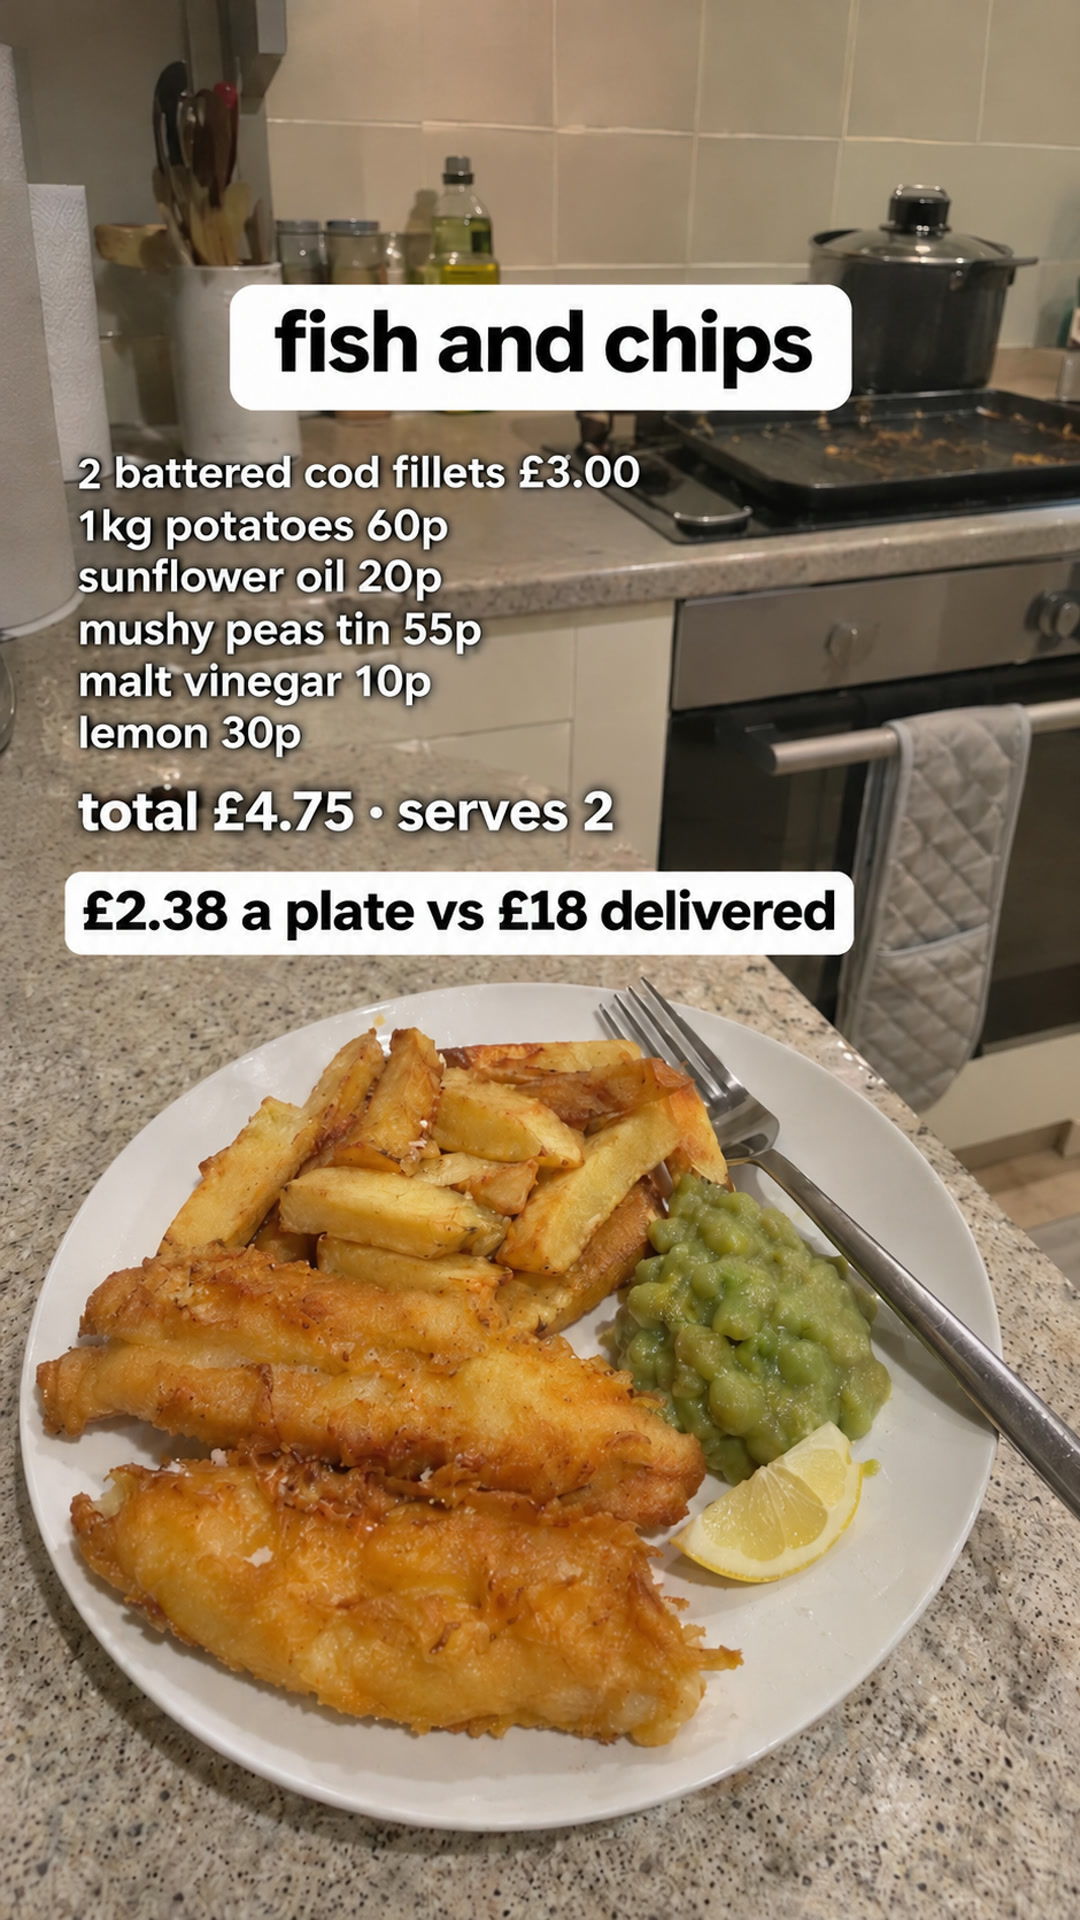 fish and chips
2 battered cod fillets £3.00
1kg potatoes 60p
sunflower oil 20p
mushy peas tin 55p
malt vinegar 10p
lemon 30p
total £4.75 • serves 2
£2.38 a plate vs £18 delivered